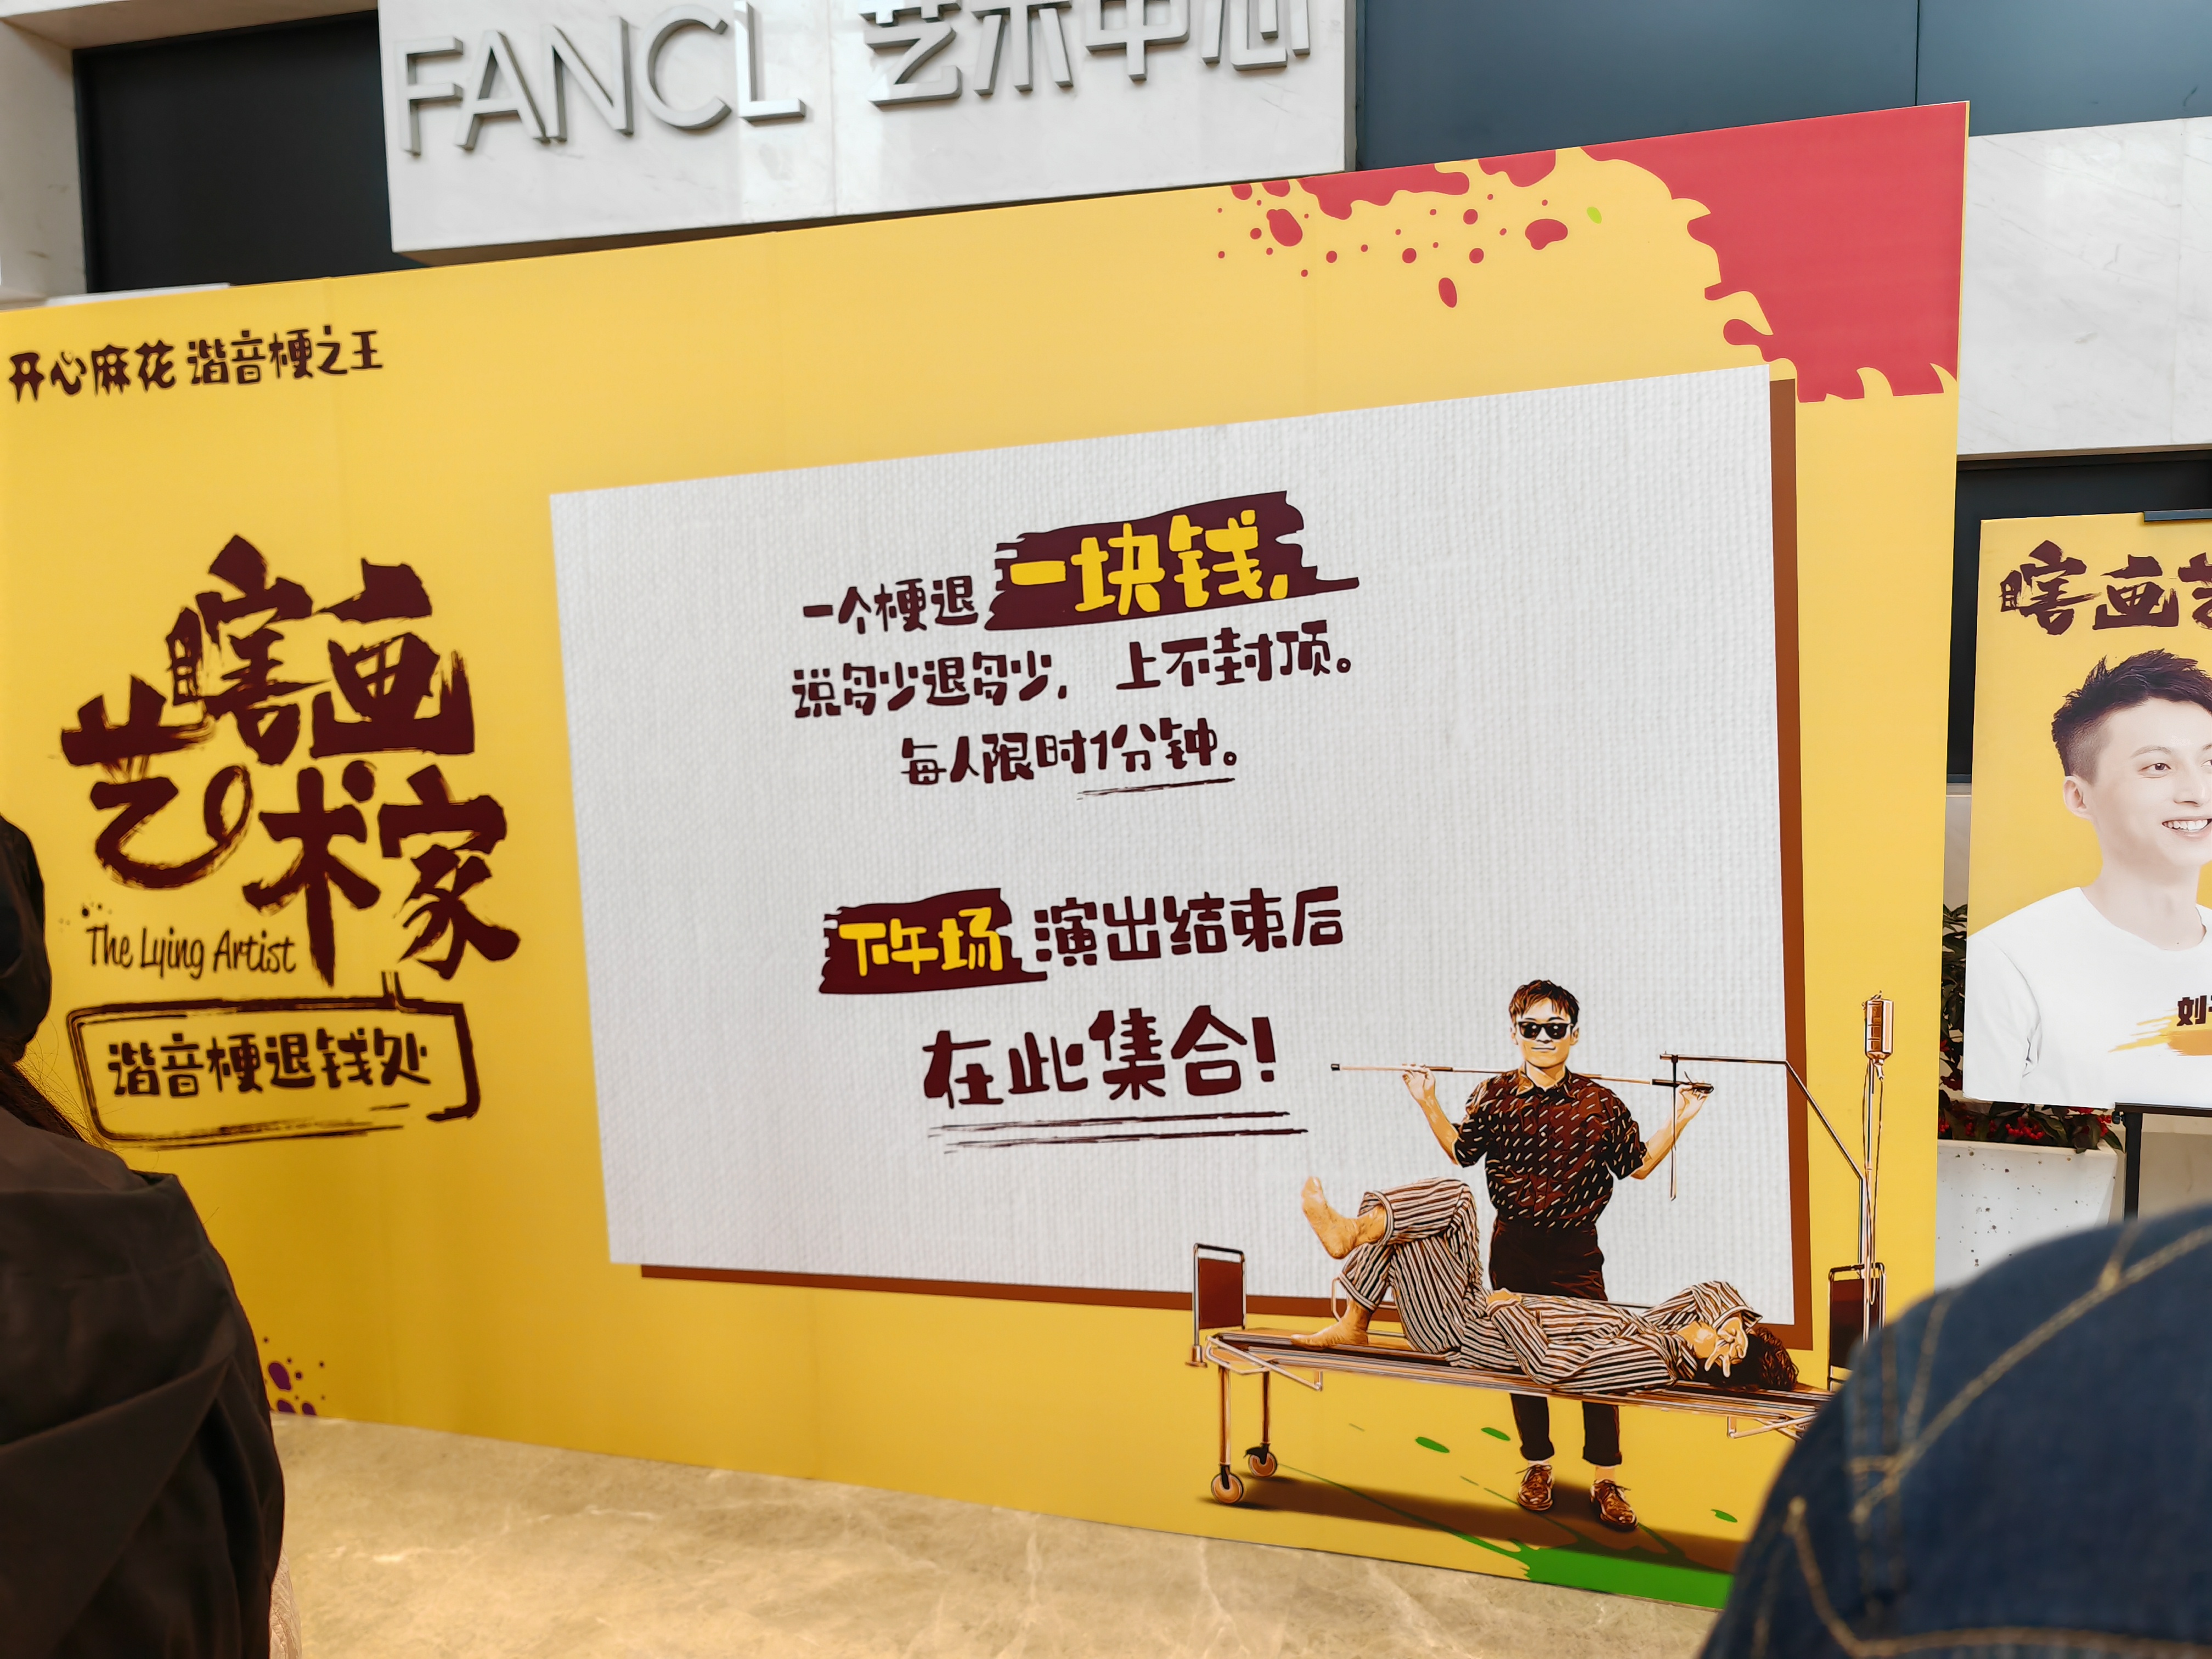 FANCL 艺术中心
开心麻花 谐音梗之王
瞎画
艺术家
The Lying Artist
谐音梗退钱处
一个梗退一块钱,
说多少退多少, 上不封顶。
每人限时1分钟。
下午场 演出结束后
在此集合!
瞎画
刘